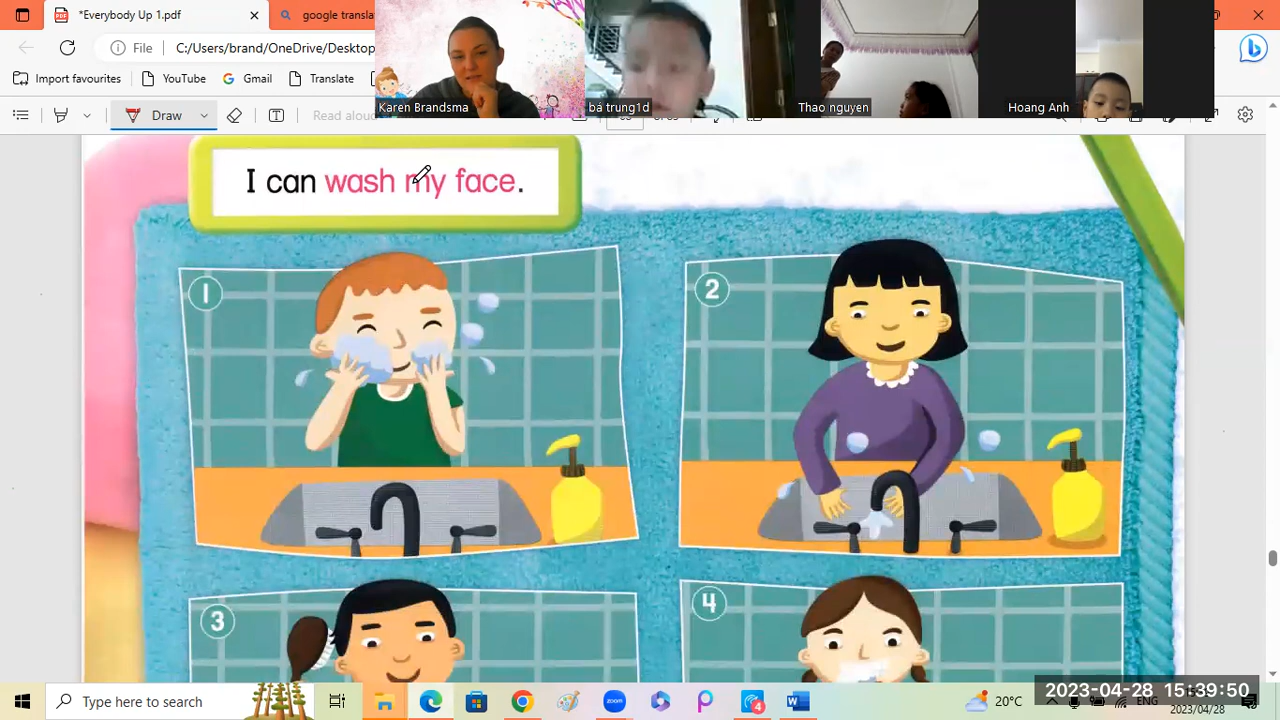 *Everybody Up 1.pdf
google transla
File
C:/Users/brand/OneDrive/Desktop
Import favourites
YouTube
Gmail
Translate
Karen Brandsma
bá trung1d
Thao nguyen
Hoang Anh
Draw
Read aloud
I can wash my face.
1
2
3
4
Type here to search
zoom
4
20°C
ENG
2023-04-28 15:39:50
2023/04/28